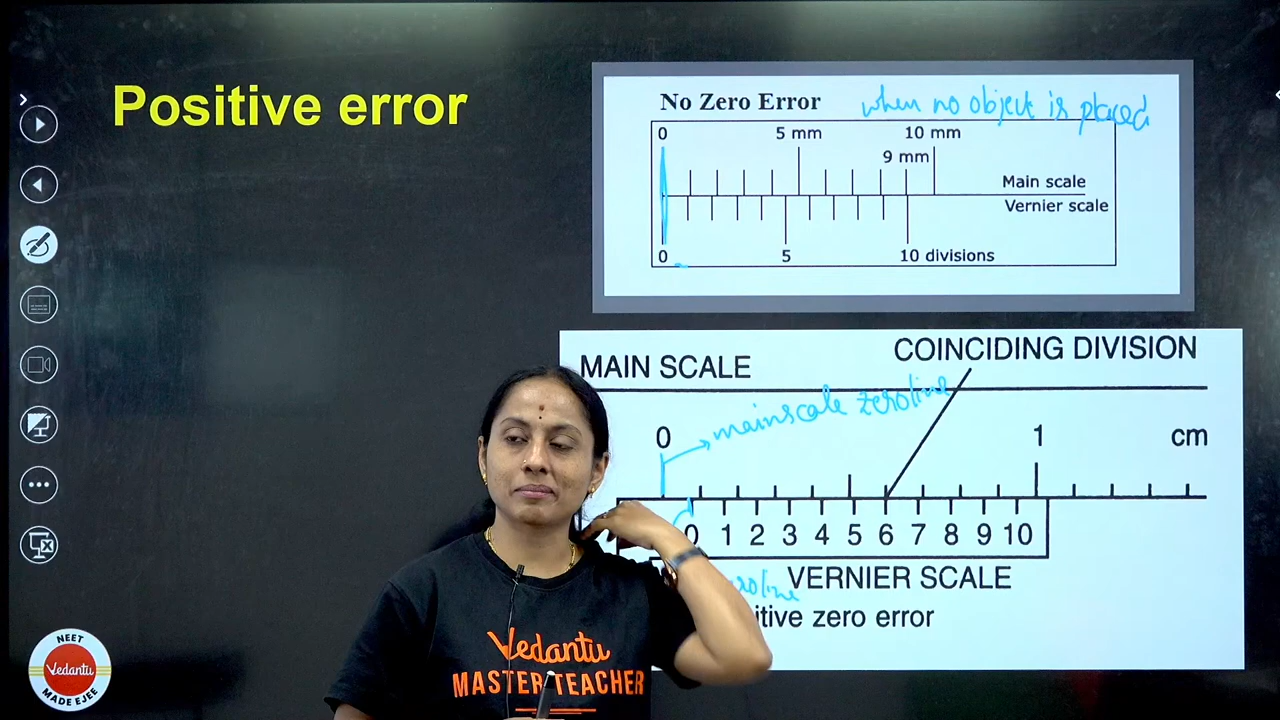 Positive error
No Zero Error
when no object is placed
0
5 mm
10 mm
9 mm
Main scale
Vernier scale
0
5
10 divisions
MAIN SCALE
COINCIDING DIVISION
mainscale zeroline
0
1
cm
0 1 2 3 4 5 6 7 8 9 10
VERNIER SCALE
zero error
Vedantu
MASTER TEACHER
NEET
Vedantu
MADE EJEE